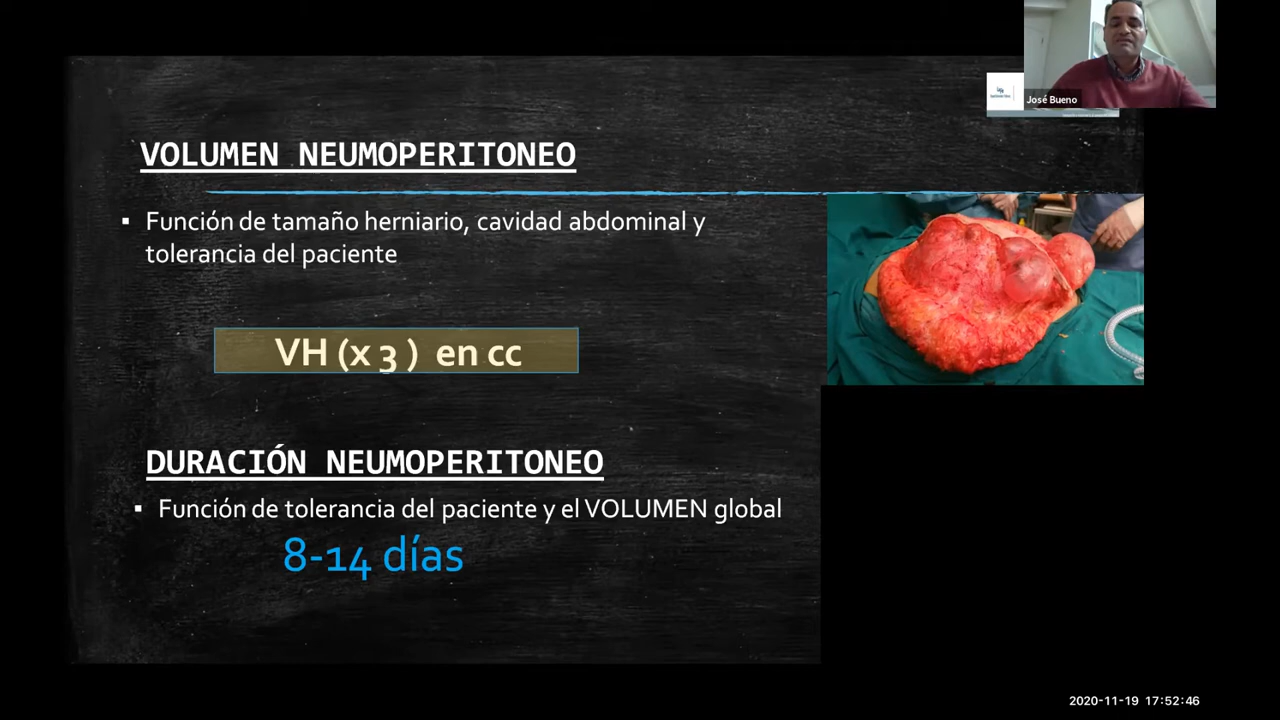 José Bueno
VOLUMEN NEUMOPERITONEO
▪ Función de tamaño herniario, cavidad abdominal y
tolerancia del paciente
VH (x 3 ) en cc
DURACIÓN NEUMOPERITONEO
▪ Función de tolerancia del paciente y el VOLUMEN global
8-14 días
2020-11-19 17:52:46